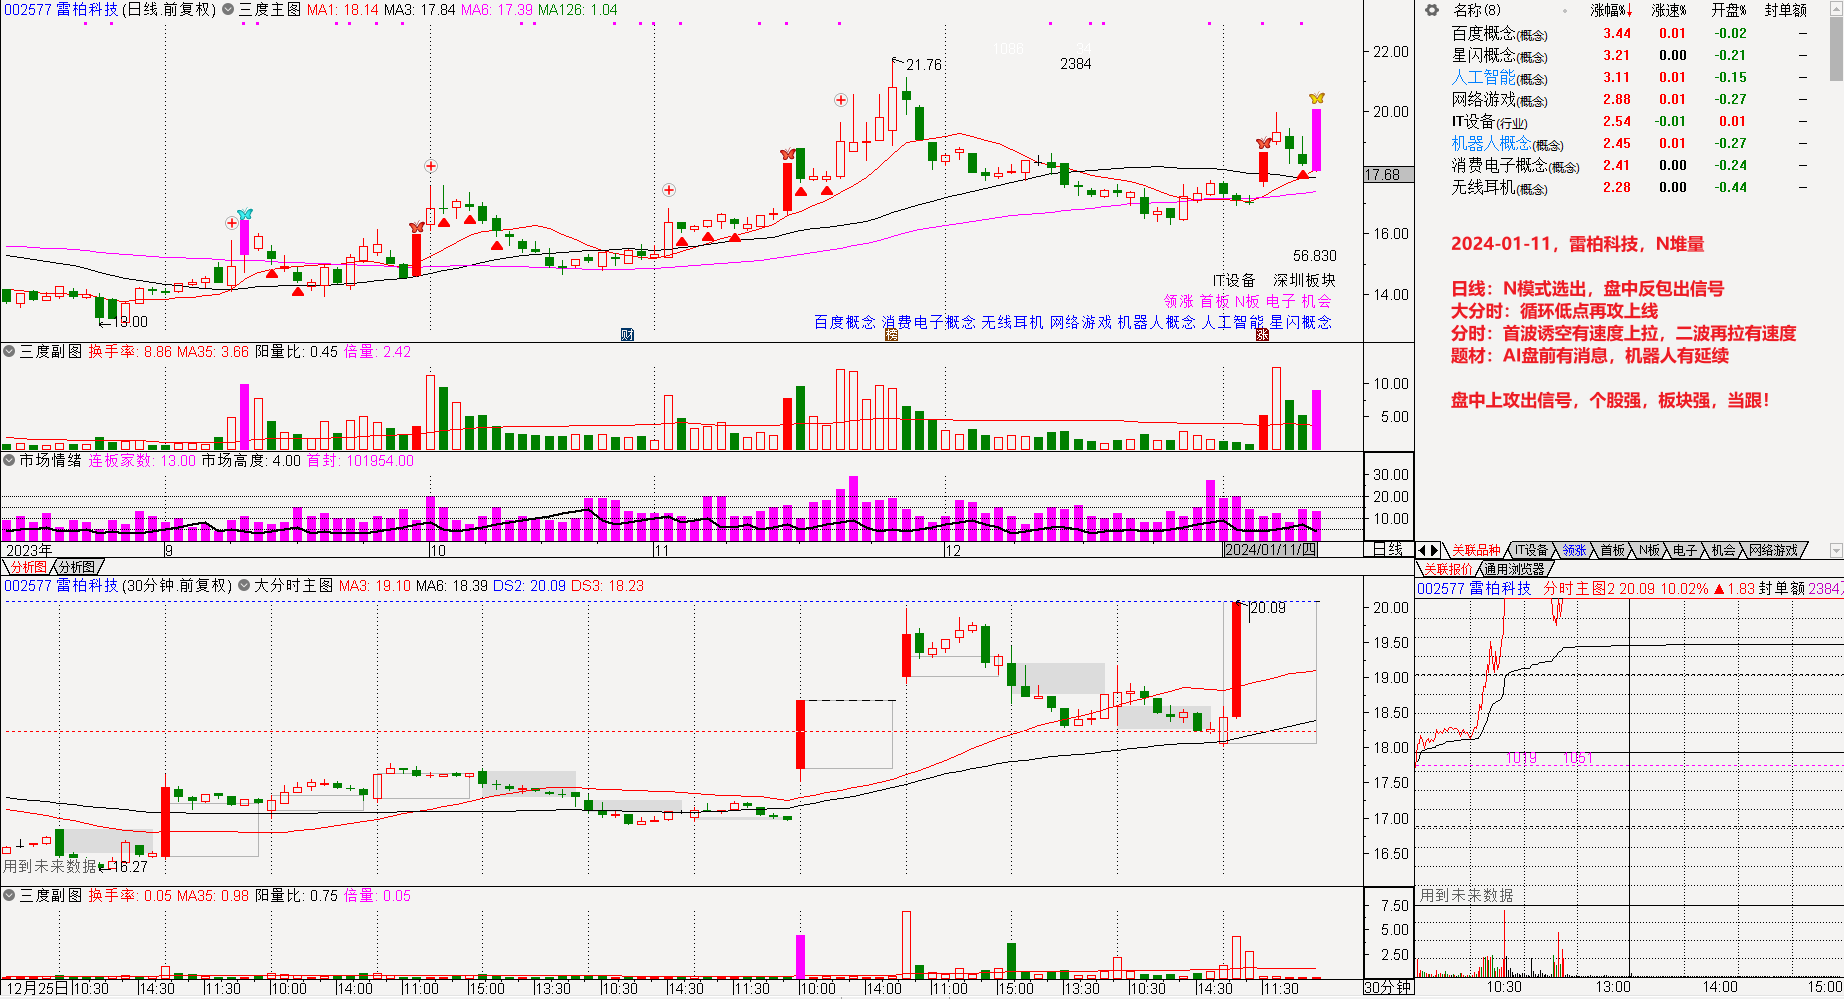 002577 雷柏科技(日线.前复权) 三度主图 MA1: 18.14 MA3: 17.84 MA6: 17.39 MA126: 1.04
1086 34
2384
21.76
22.00
20.00
17.68
16.00
14.00
13.00
56.830
IT设备 深圳板块
领涨 首板 N板 电子 机会
百度概念 消费电子概念 无线耳机 网络游戏 机器人概念 人工智能 星闪概念
财 榜 涨
三度副图 换手率: 8.86 MA35: 3.66 阳量比: 0.45 倍量: 2.42
10.00
5.00
市场情绪 连板家数: 13.00 市场高度: 4.00 首封: 101954.00
30.00
20.00
10.00
2023年 9 10 11 12 2024/01/11/四 日线
分析图 分析图
002577 雷柏科技(30分钟.前复权) 大分时主图 MA3: 19.10 MA6: 18.39 DS2: 20.09 DS3: 18.23
20.09
20.00
19.50
19.00
18.50
18.00
17.50
17.00
16.50
用到未来数据
16.27
三度副图 换手率: 0.05 MA35: 0.98 阳量比: 0.75 倍量: 0.05
7.50
5.00
2.50
12月25日 10:30 14:30 11:30 10:00 14:00 11:00 15:00 13:30 10:30 14:30 11:30 10:00 14:00 11:00 15:00 13:30 10:30 14:30 11:30 30分钟
名称(8) 涨幅%↓ 涨速% 开盘% 封单额
百度概念(概念) 3.44 0.01 -0.02 —
星闪概念(概念) 3.21 0.00 -0.21 —
人工智能(概念) 3.11 0.01 -0.15 —
网络游戏(概念) 2.88 0.01 -0.27 —
IT设备(行业) 2.54 -0.01 0.01 —
机器人概念(概念) 2.45 0.01 -0.27 —
消费电子概念(概念) 2.41 0.00 -0.24 —
无线耳机(概念) 2.28 0.00 -0.44 —
2024-01-11，雷柏科技，N堆量
日线：N模式选出，盘中反包出信号
大分时：循环低点再攻上线
分时：首波诱空有速度上拉，二波再拉有速度
题材：AI盘前有消息，机器人有延续
盘中上攻出信号，个股强，板块强，当跟！
关联品种 IT设备 领涨 首板 N板 电子 机会 网络游戏
关联报价 通用浏览器
002577 雷柏科技 分时主图2 20.09 10.02% ▲1.83 封单额 2384
1019 1051
用到未来数据
10:30 13:00 14:00 15:00